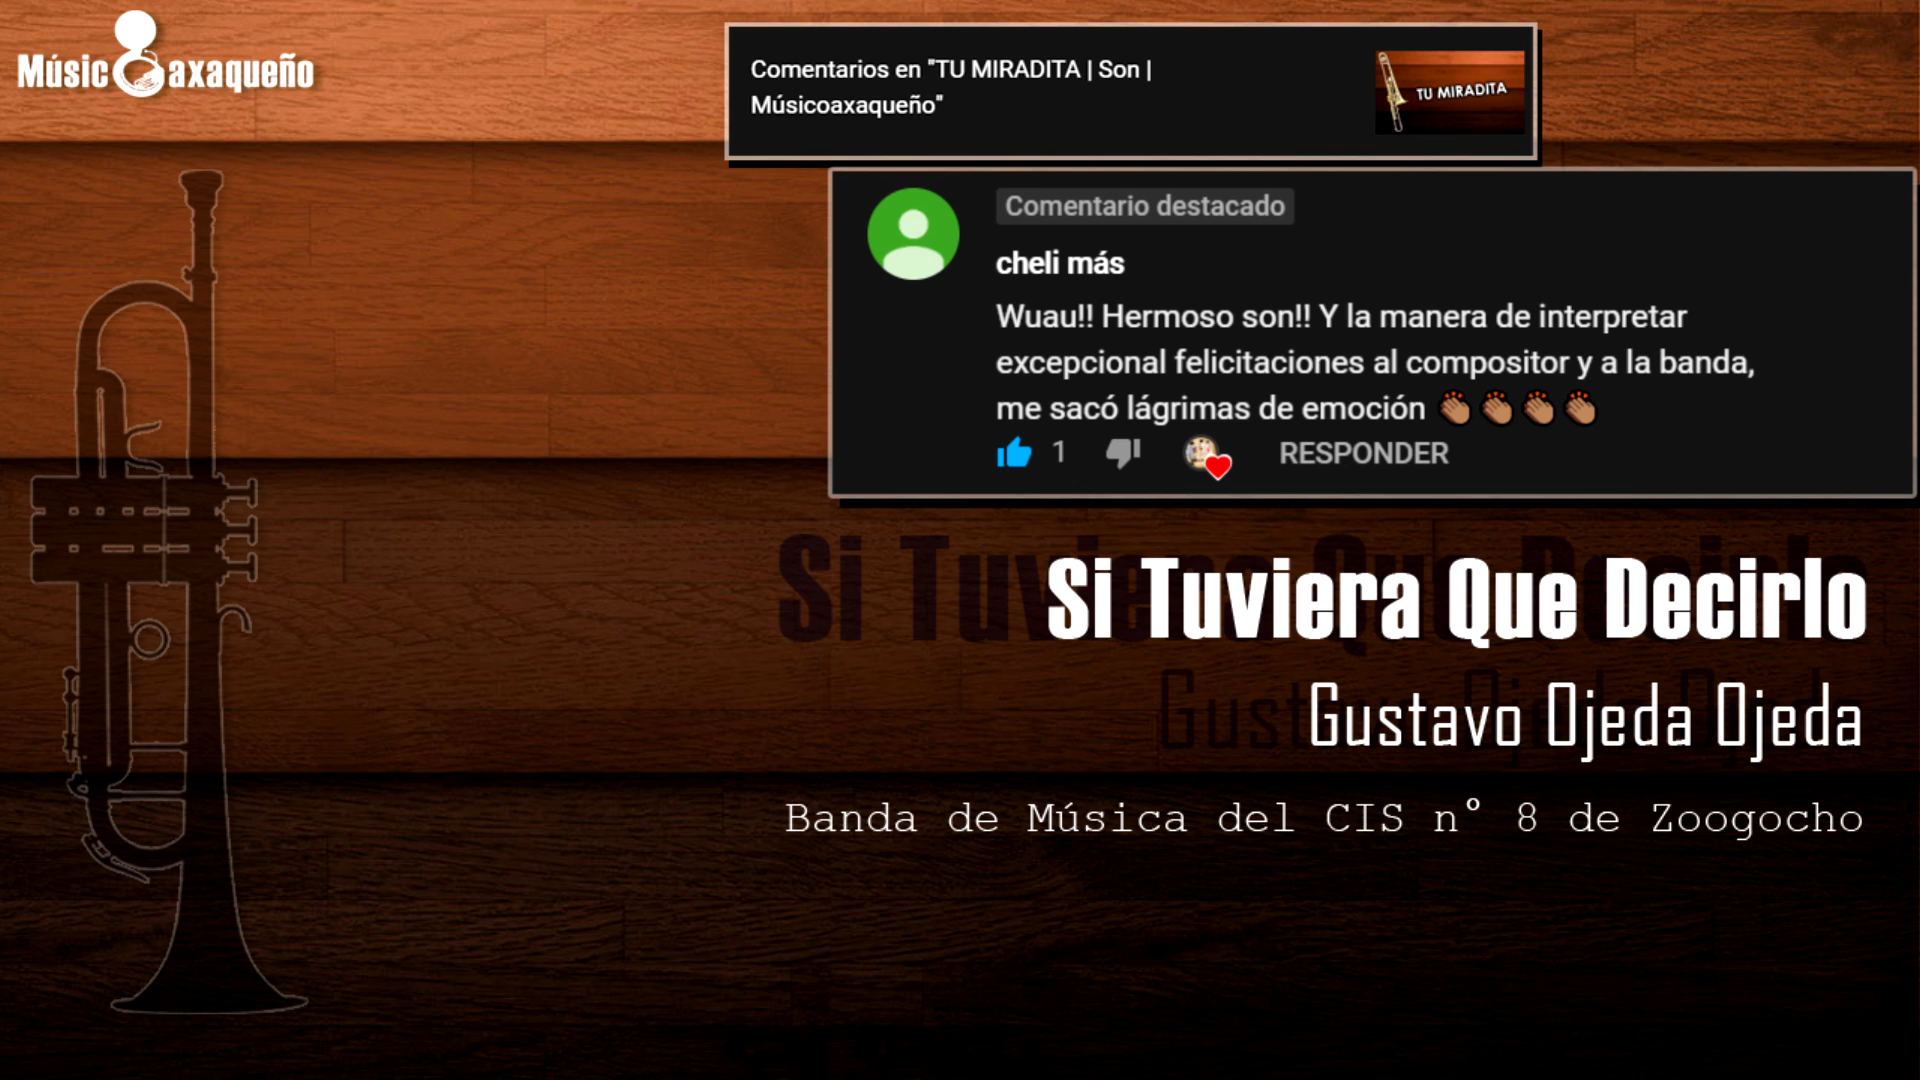 Músicoaxaqueño
Comentarios en "TU MIRADITA | Son |
Músicoaxaqueño"
TU MIRADITA
Comentario destacado
cheli más
Wuau!! Hermoso son!! Y la manera de interpretar
excepcional felicitaciones al compositor y a la banda,
me sacó lágrimas de emoción 👏🏽👏🏽👏🏽👏🏽
1
RESPONDER
Si Tuviera Que Decirlo
Gustavo Ojeda Ojeda
Banda de Música del CIS n° 8 de Zoogocho